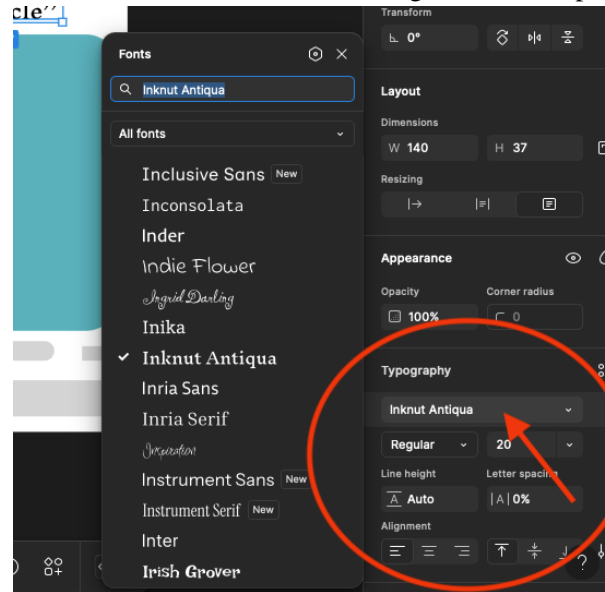 cle"
Fonts
Inknut Antiqua
All fonts
Inclusive Sans New
Inconsolata
Inder
Indie Flower
Ingrid Darling
Inika
Inknut Antiqua
Inria Sans
Inria Serif
Inspiration
Instrument Sans New
Instrument Serif New
Inter
Irish Grover
Transform
0°
Layout
Dimensions
W 140 H 37
Resizing
Appearance
Opacity Corner radius
100% 0
Typography
Inknut Antiqua
Regular 20
Line height Letter spacing
A Auto |A| 0%
Alignment
?